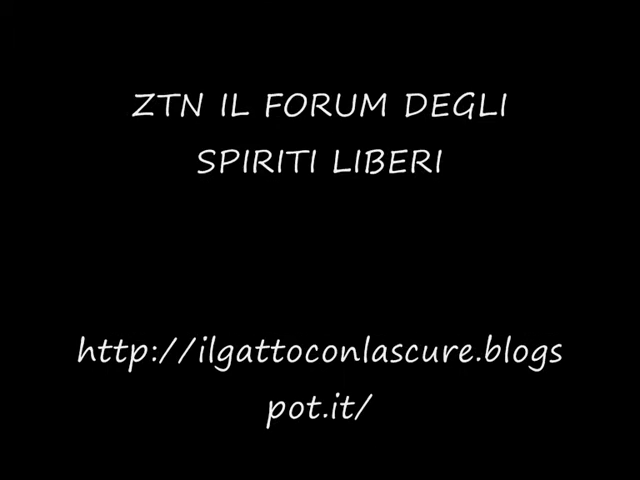 ZTN IL FORUM DEGLI
SPIRITI LIBERI
http://ilgattoconlascure.blogs
pot.it/